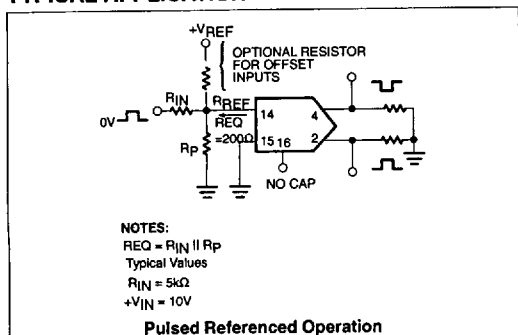 +VREF
OPTIONAL RESISTOR
FOR OFFSET
INPUTS
RIN
RREF
0V
REQ
=200Ω
RP
14
15 16
4
2
NO CAP
NOTES:
REQ = RIN II RP
Typical Values
RIN = 5kΩ
+VIN = 10V
Pulsed Referenced Operation